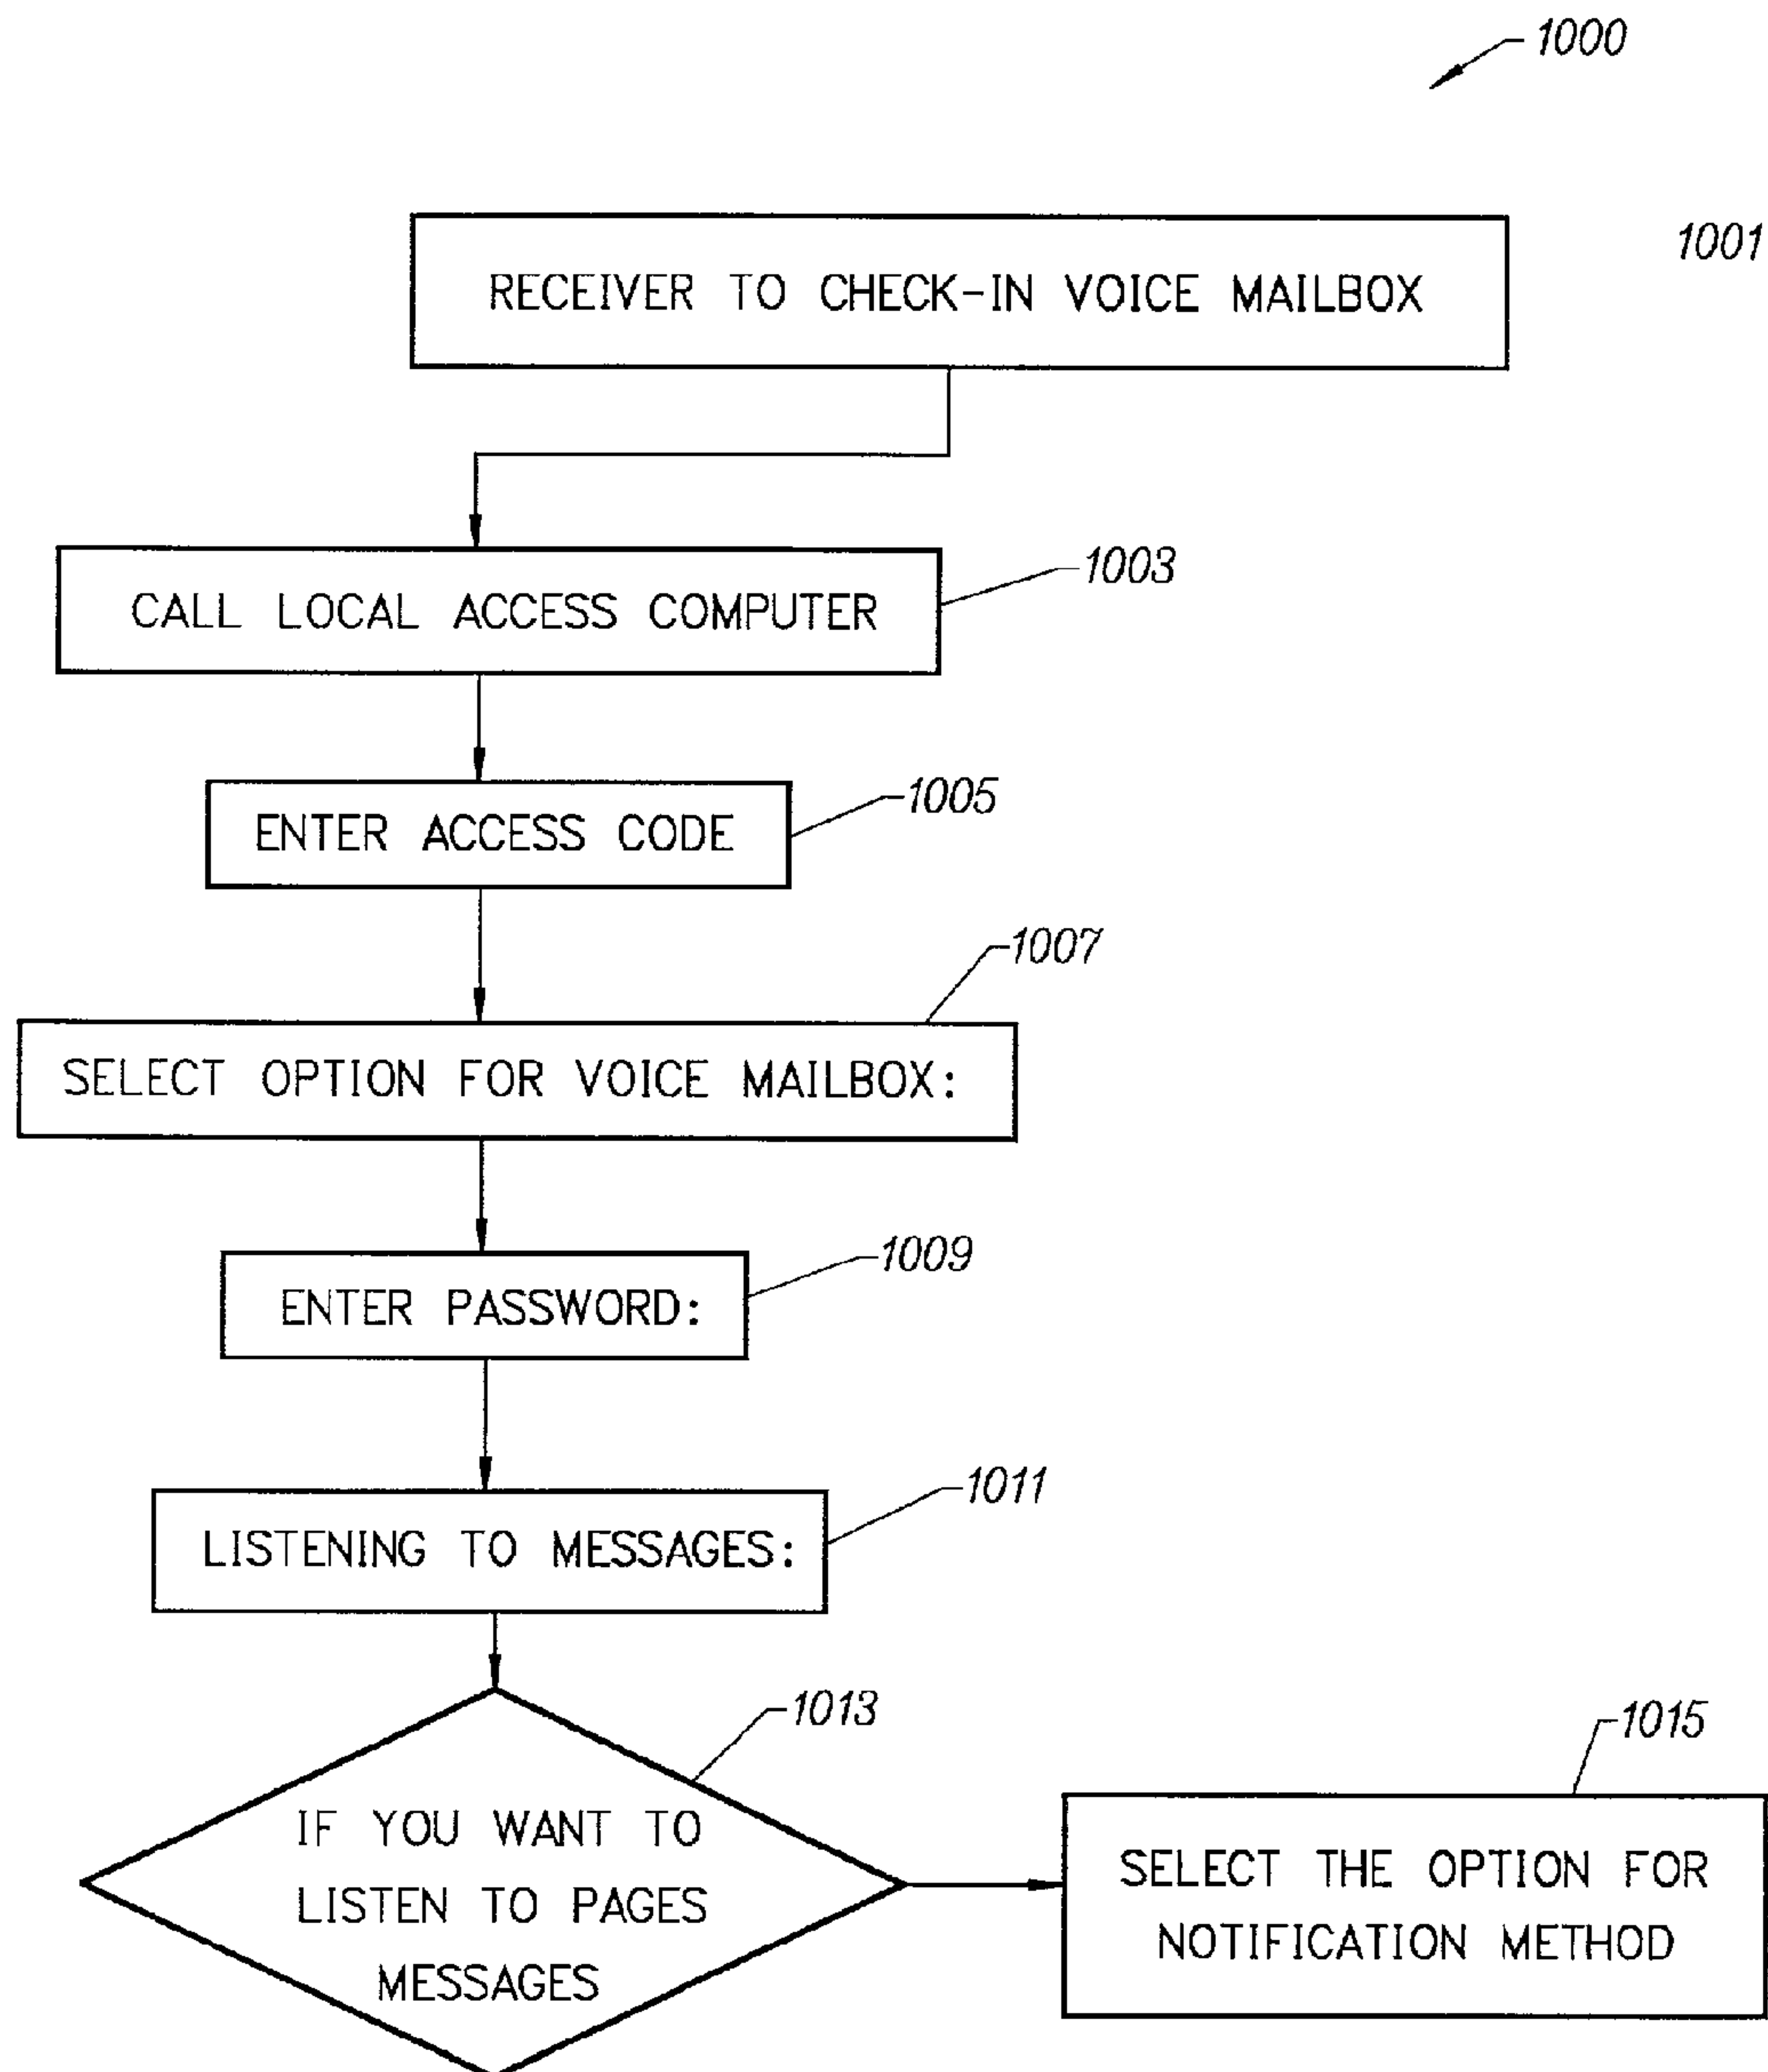 1000
1001
RECEIVER TO CHECK-IN VOICE MAILBOX
1003
CALL LOCAL ACCESS COMPUTER
1005
ENTER ACCESS CODE
1007
SELECT OPTION FOR VOICE MAILBOX:
1009
ENTER PASSWORD:
1011
LISTENING TO MESSAGES:
1013
IF YOU WANT TO
LISTEN TO PAGES
MESSAGES
1015
SELECT THE OPTION FOR
NOTIFICATION METHOD